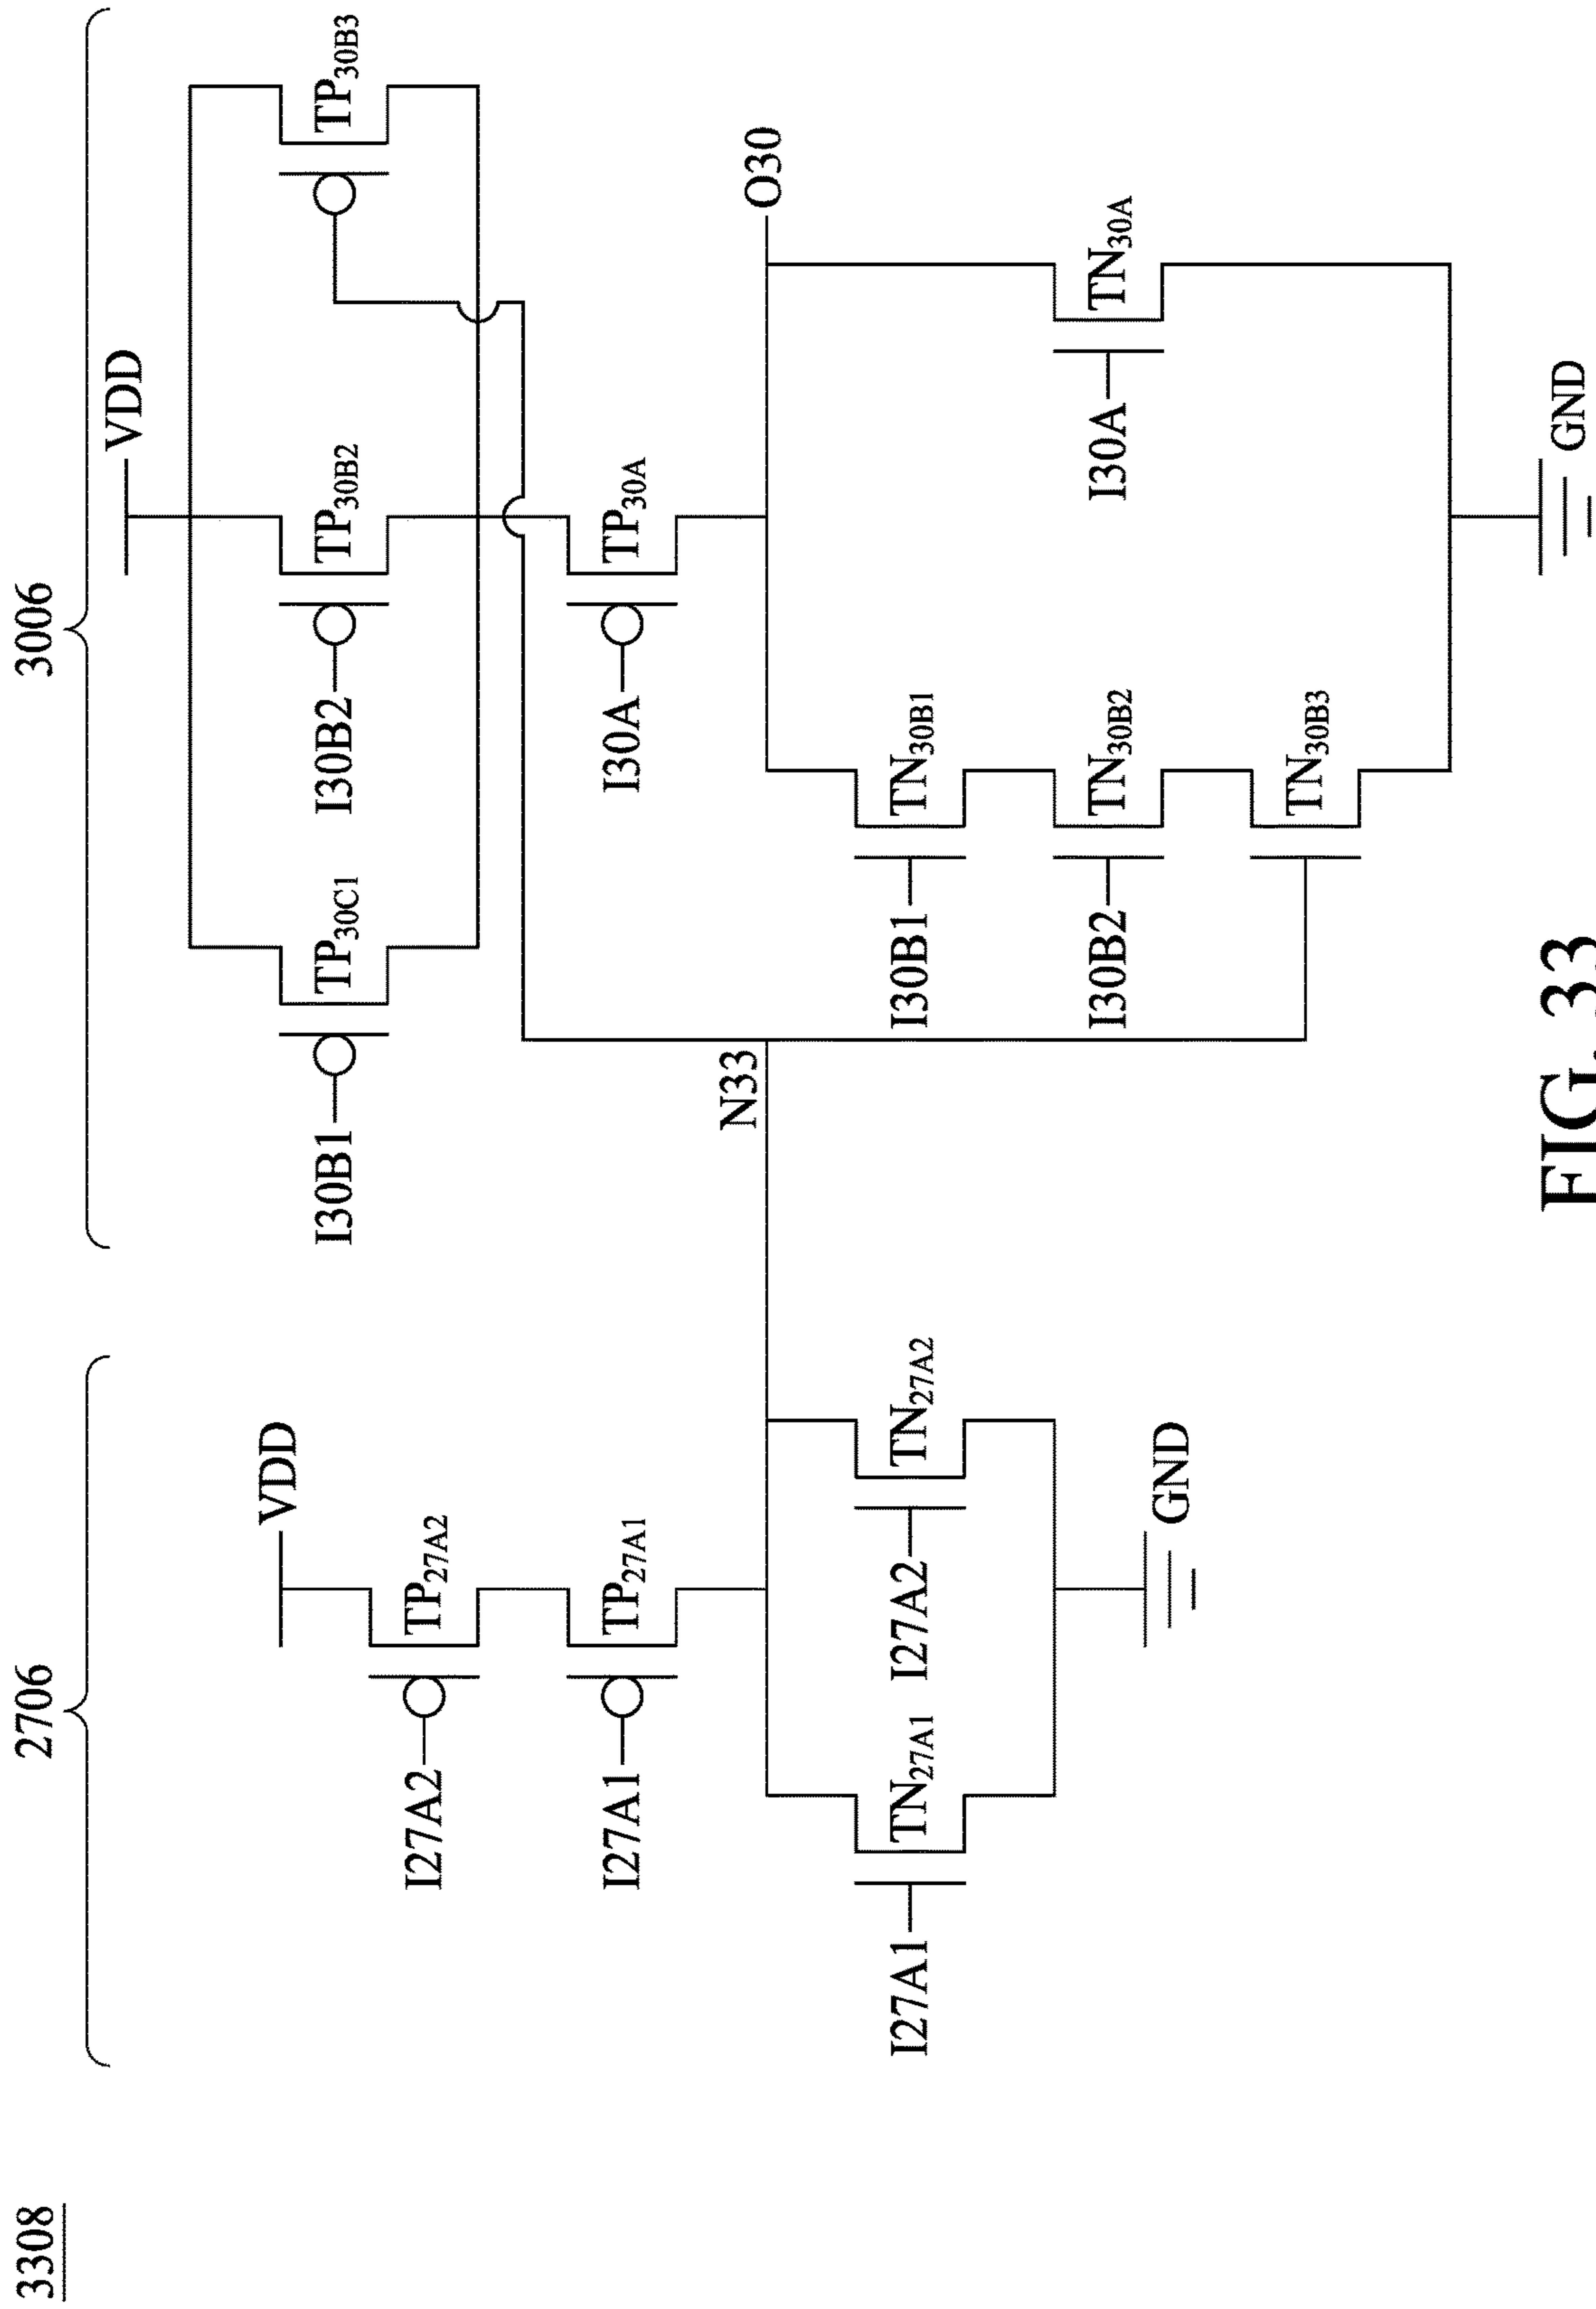 3308
2706
3006
VDD
I27A2
TP27A2
I27A1
TP27A1
I27A1
TN27A1
I27A2
TN27A2
GND
N33
VDD
I30B1
TP30C1
I30B2
TP30B2
TP30B3
I30A
TP30A
O30
I30B1
TN30B1
I30B2
TN30B2
TN30B3
I30A
TN30A
GND
FIG. 33